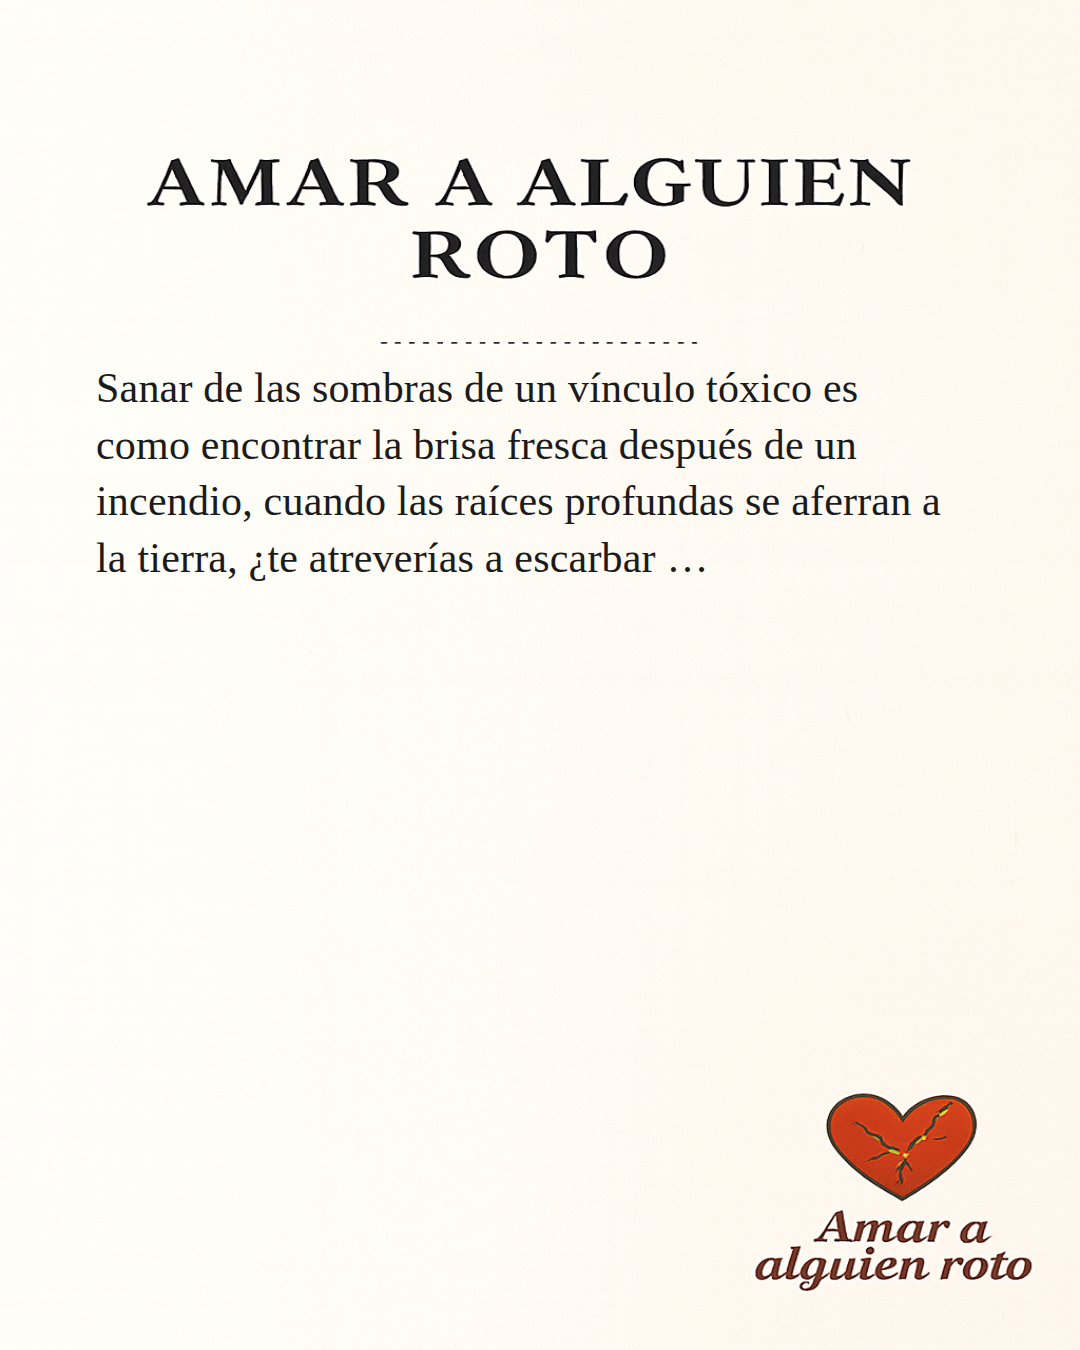 AMAR A ALGUIEN
ROTO
-----------------------
Sanar de las sombras de un vínculo tóxico es
como encontrar la brisa fresca después de un
incendio, cuando las raíces profundas se aferran a
la tierra, ¿te atreverías a escarbar …
Amar a
alguien roto